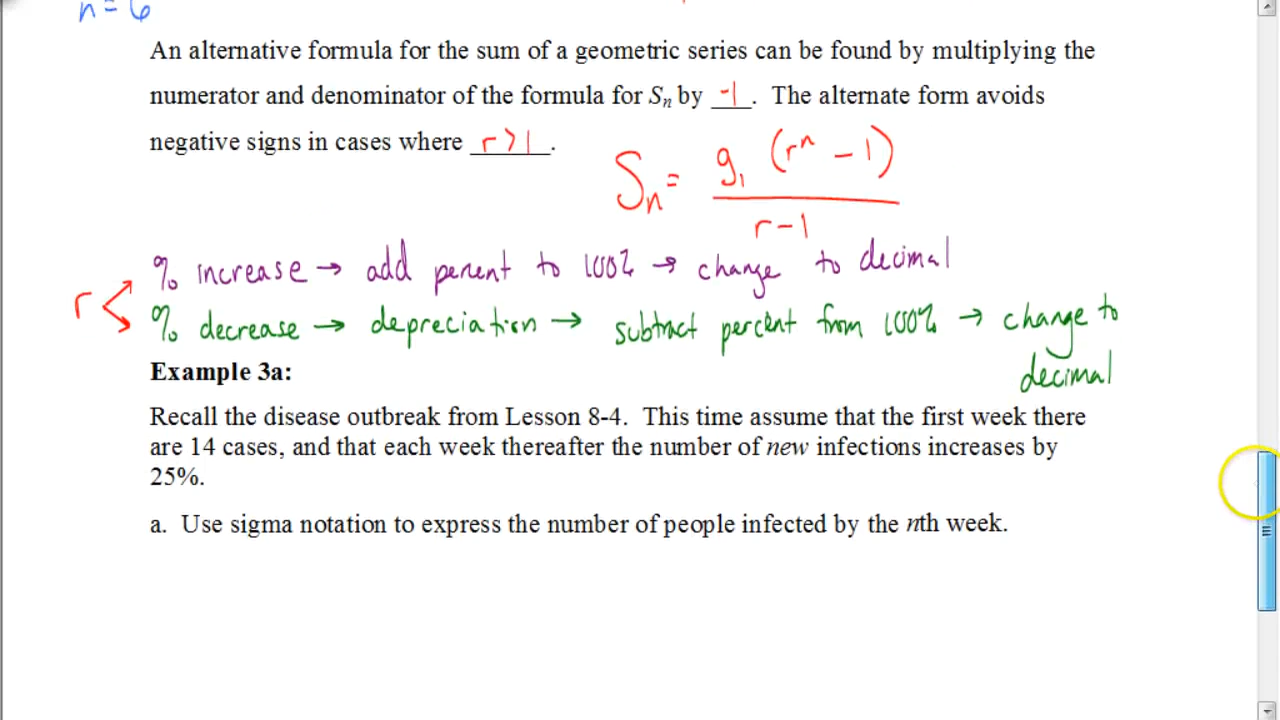 n = 6
An alternative formula for the sum of a geometric series can be found by multiplying the
numerator and denominator of the formula for Sₙ by -1. The alternate form avoids
negative signs in cases where r > 1.
Sₙ = g₁ (rⁿ - 1) / r - 1
% increase → add percent to 100% → change to decimal
r
% decrease → depreciation → subtract percent from 100% → change to
decimal
Example 3a:
Recall the disease outbreak from Lesson 8-4. This time assume that the first week there
are 14 cases, and that each week thereafter the number of new infections increases by
25%.
a. Use sigma notation to express the number of people infected by the nth week.